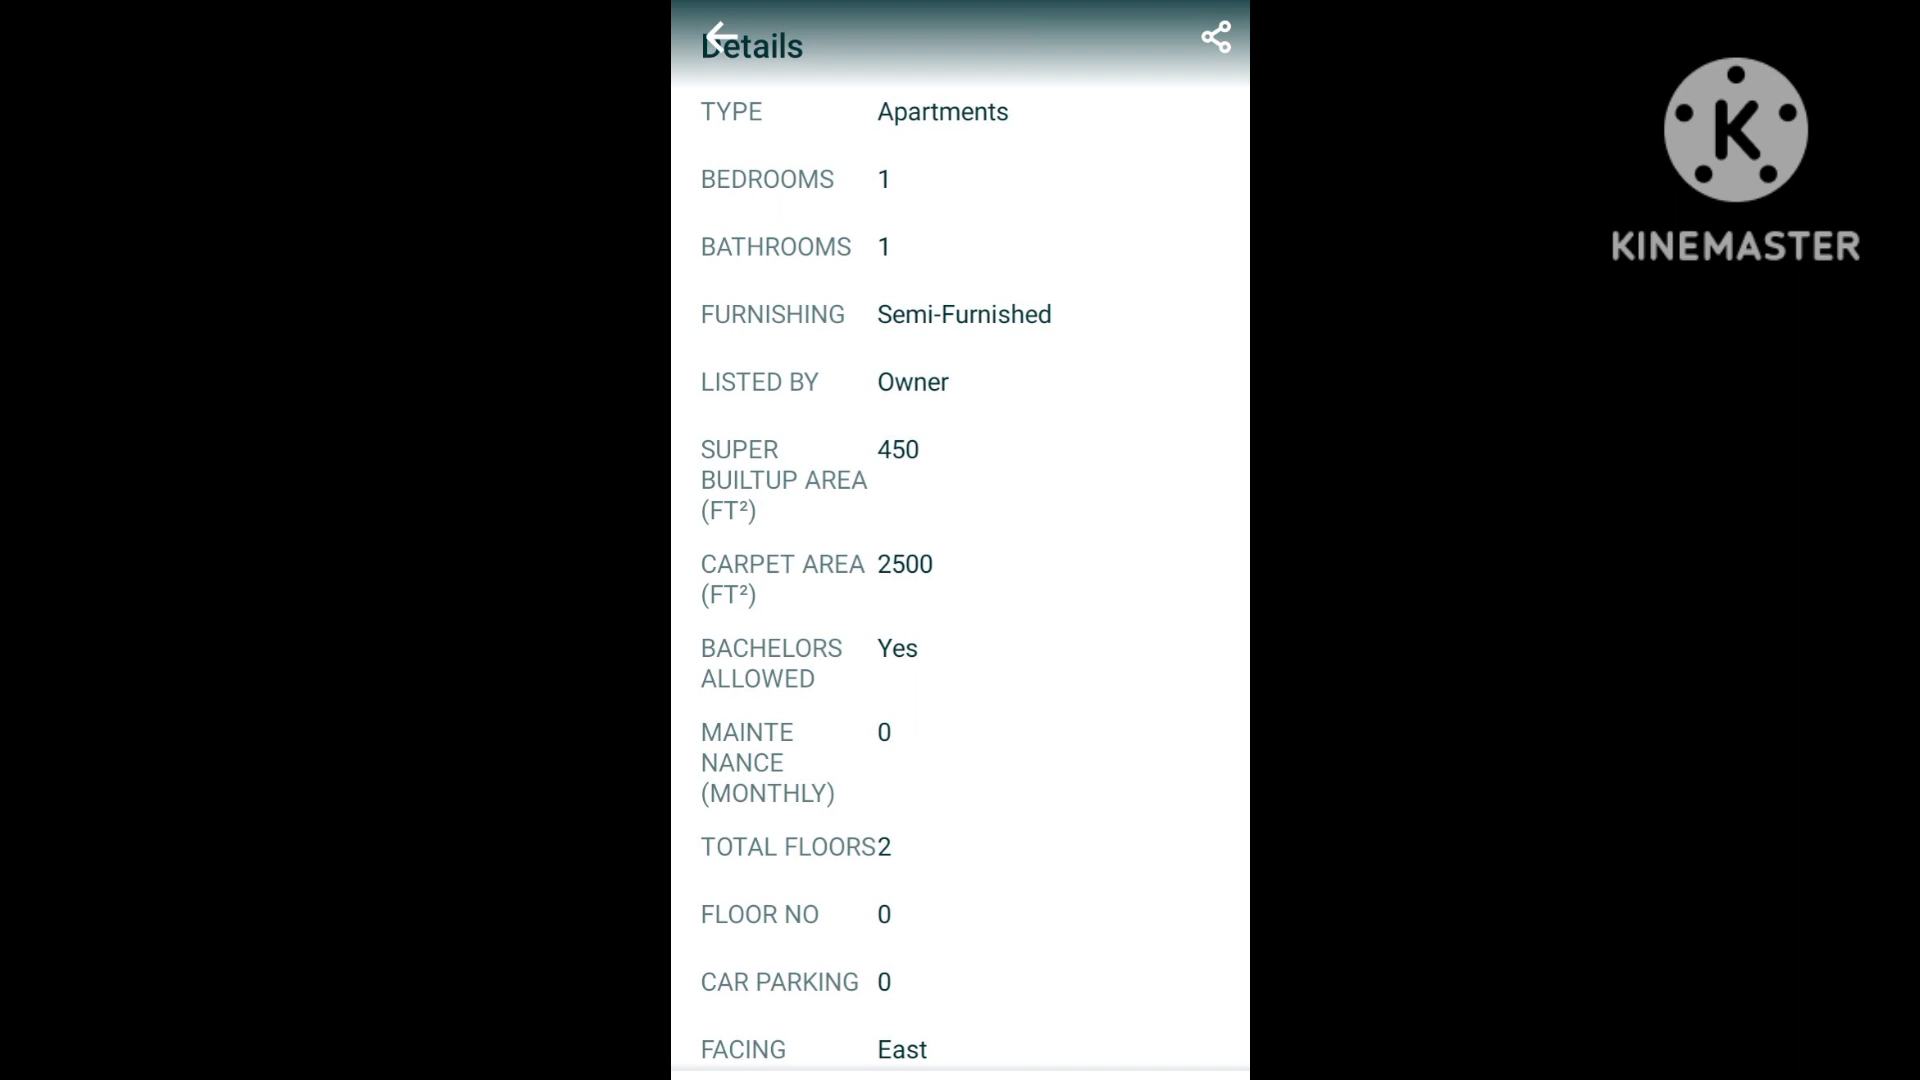 Details
TYPE Apartments
BEDROOMS 1
BATHROOMS 1
FURNISHING Semi-Furnished
LISTED BY Owner
SUPER 450
BUILTUP AREA
(FT²)
CARPET AREA 2500
(FT²)
BACHELORS Yes
ALLOWED
MAINTE 0
NANCE
(MONTHLY)
TOTAL FLOORS 2
FLOOR NO 0
CAR PARKING 0
FACING East
K
KINEMASTER